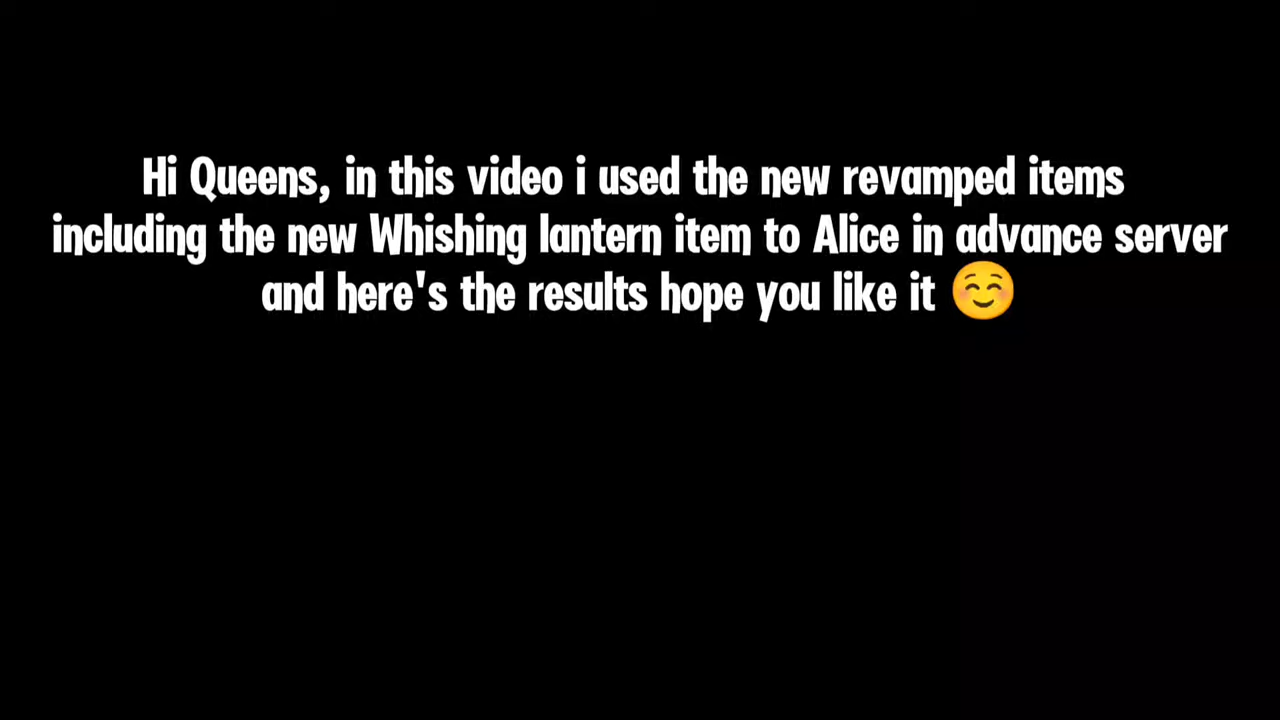 Hi Queens, in this video i used the new revamped items
including the new Whishing lantern item to Alice in advance server
and here's the results hope you like it ☺️